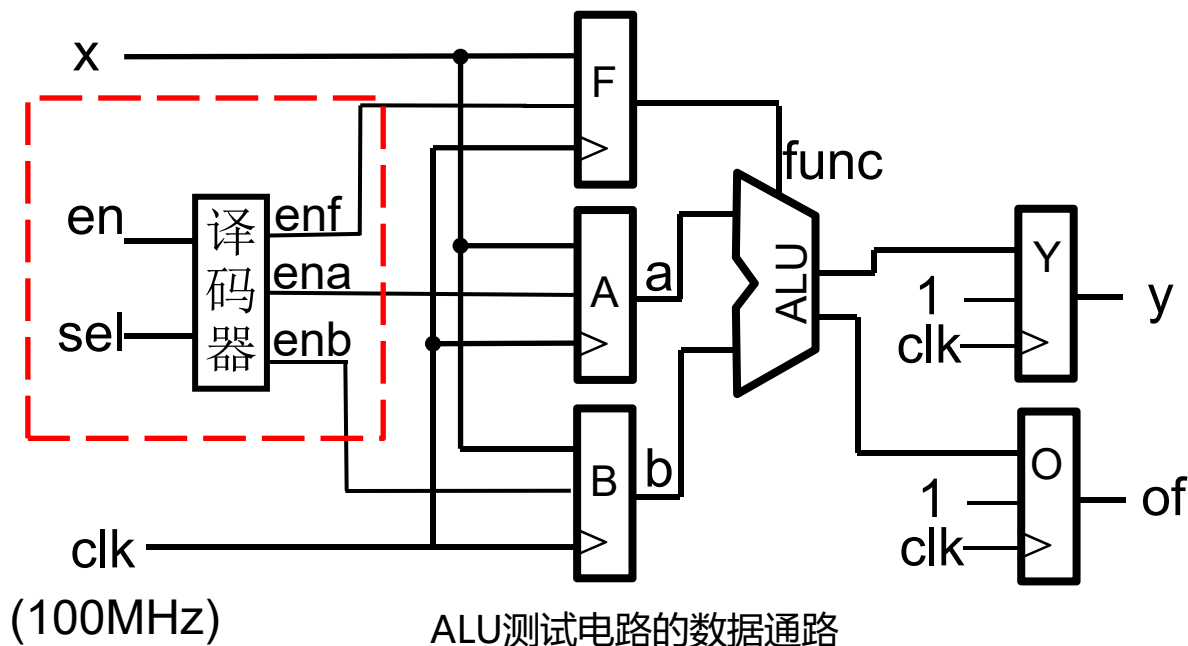 x
F
func
en
译码器
enf
ena
enb
sel
A
a
ALU
Y
1
clk
y
B
b
O
1
clk
of
clk
(100MHz)
ALU测试电路的数据通路